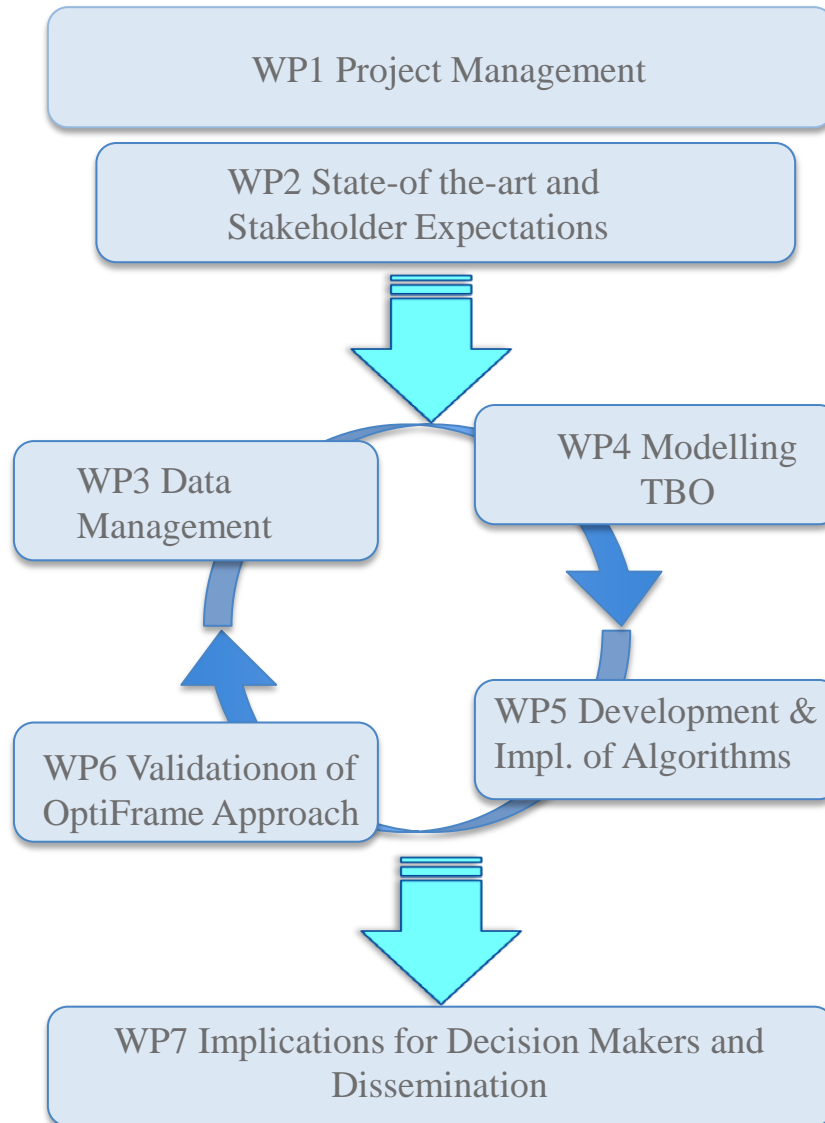 WP1 Project Management
WP2 State-of the-art and
Stakeholder Expectations
WP3 Data
Management
WP4 Modelling
TBO
WP5 Development &
Impl. of Algorithms
WP6 Validationon of
OptiFrame Approach
WP7 Implications for Decision Makers and
Dissemination